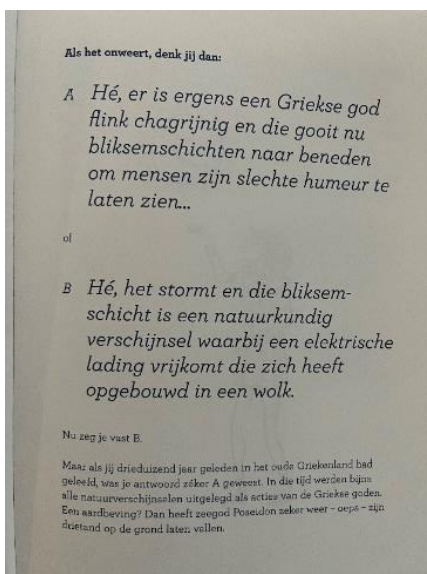 Als het onweert, denk jij dan:
A Hé, er is ergens een Griekse god
flink chagrijnig en die gooit nu
bliksemschichten naar beneden
om mensen zijn slechte humeur te
laten zien...
of
B Hé, het stormt en die bliksem-
schicht is een natuurkundig
verschijnsel waarbij een elektrische
lading vrijkomt die zich heeft
opgebouwd in een wolk.
Nu zeg je vast B.
Maar als jij drieduizend jaar geleden in het oude Griekenland had
geleefd, was je antwoord zéker A geweest. In die tijd werden bijna
alle natuurverschijnselen uitgelegd als acties van de Griekse goden.
Een aardbeving? Dan heeft zeegod Poseidon zeker weer – oeps – zijn
drietand op de grond laten vallen.